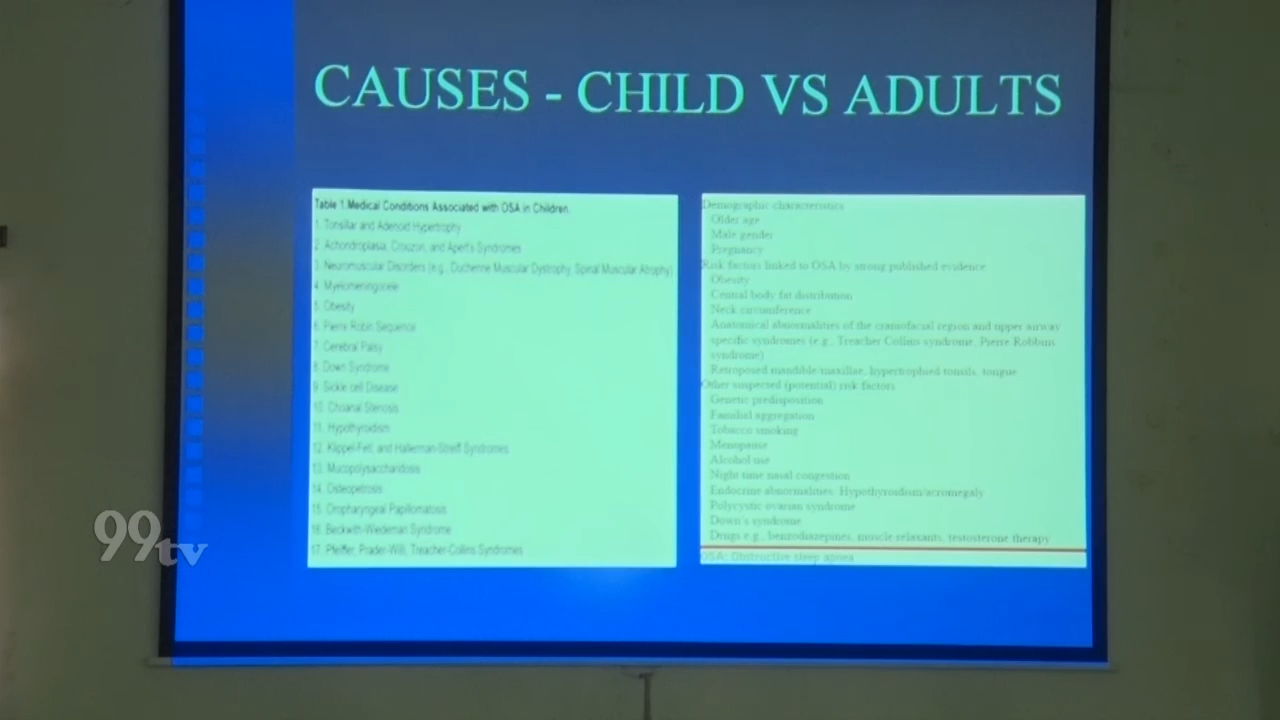 CAUSES - CHILD VS ADULTS
Table 1.Medical Conditions Associated with OSA in Children.
1. Tonsillar and Adenoid Hypertrophy
2. Achondroplasia, Crouzon, and Apert's Syndromes
3. Neuromuscular Disorders (e.g., Duchenne Muscular Dystrophy, Spinal Muscular Atrophy)
4. Myelomeningocele
5. Obesity
6. Pierre Robin Sequence
7. Cerebral Palsy
8. Down Syndrome
9. Sickle cell Disease
10. Choanal Stenosis
11. Hypothyroidism
12. Klippel-Feil, and Hallerman-Streiff Syndromes
13. Mucopolysaccharidosis
14. Osteopetrosis
15. Oropharyngeal Papillomatosis
16. Beckwith-Wiedeman Syndrome
17. Pfeiffer, Prader-Willi, Treacher-Collins Syndromes
Demographic characteristics
Older age
Male gender
Pregnancy
Risk factors linked to OSA by strong published evidence
Obesity
Central body fat distribution
Neck circumference
Anatomical abnormalities of the craniofacial region and upper airway
specific syndromes (e.g., Treacher Collins syndrome, Pierre Robbins
syndrome)
Retroposed mandible/maxillae, hypertrophied tonsils, tongue
Other suspected (potential) risk factors
Genetic predisposition
Familial aggregation
Tobacco smoking
Menopause
Alcohol use
Night time nasal congestion
Endocrine abnormalities: Hypothyroidism/acromegaly
Polycystic ovarian syndrome
Down's syndrome
Drugs e.g., benzodiazepines, muscle relaxants, testosterone therapy
OSA: Obstructive sleep apnea
99tv